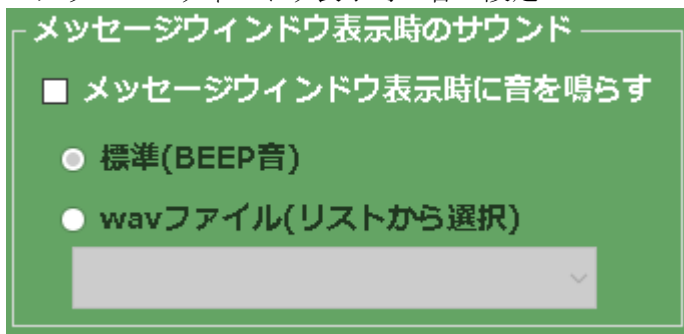 メッセージウィンドウ表示時のサウンド
メッセージウィンドウ表示時に音を鳴らす
標準(BEEP音)
wavファイル(リストから選択)